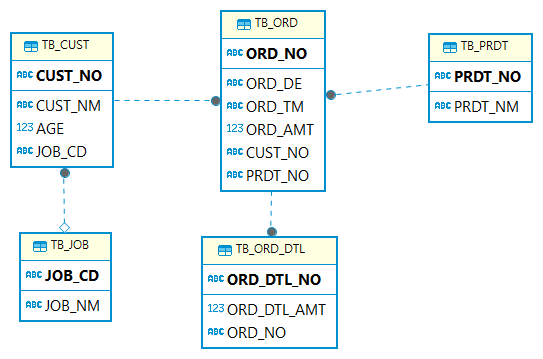 TB_CUST
ABC CUST_NO
ABC CUST_NM
123 AGE
ABC JOB_CD
TB_ORD
ABC ORD_NO
ABC ORD_DE
ABC ORD_TM
123 ORD_AMT
ABC CUST_NO
ABC PRDT_NO
TB_PRDT
ABC PRDT_NO
ABC PRDT_NM
TB_JOB
ABC JOB_CD
ABC JOB_NM
TB_ORD_DTL
ABC ORD_DTL_NO
123 ORD_DTL_AMT
ABC ORD_NO